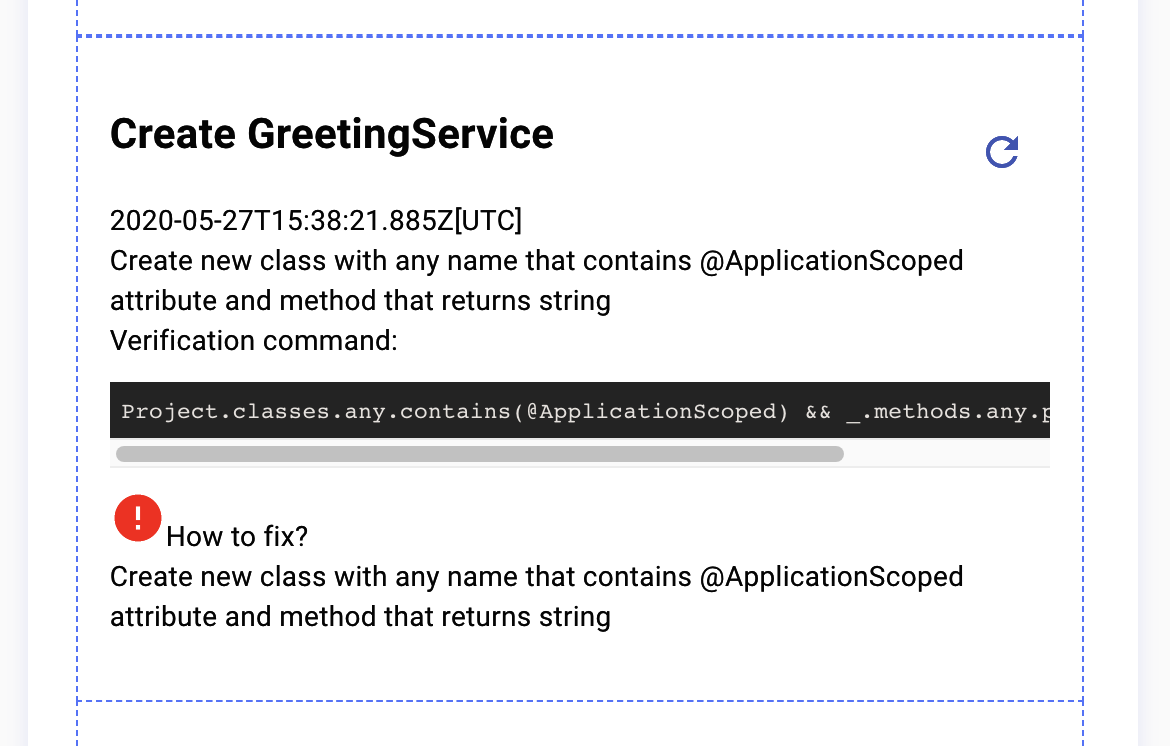 Create GreetingService
2020-05-27T15:38:21.885Z[UTC]
Create new class with any name that contains @ApplicationScoped
attribute and method that returns string
Verification command:
Project.classes.any.contains(@ApplicationScoped) && _.methods.any.p
How to fix?
Create new class with any name that contains @ApplicationScoped
attribute and method that returns string